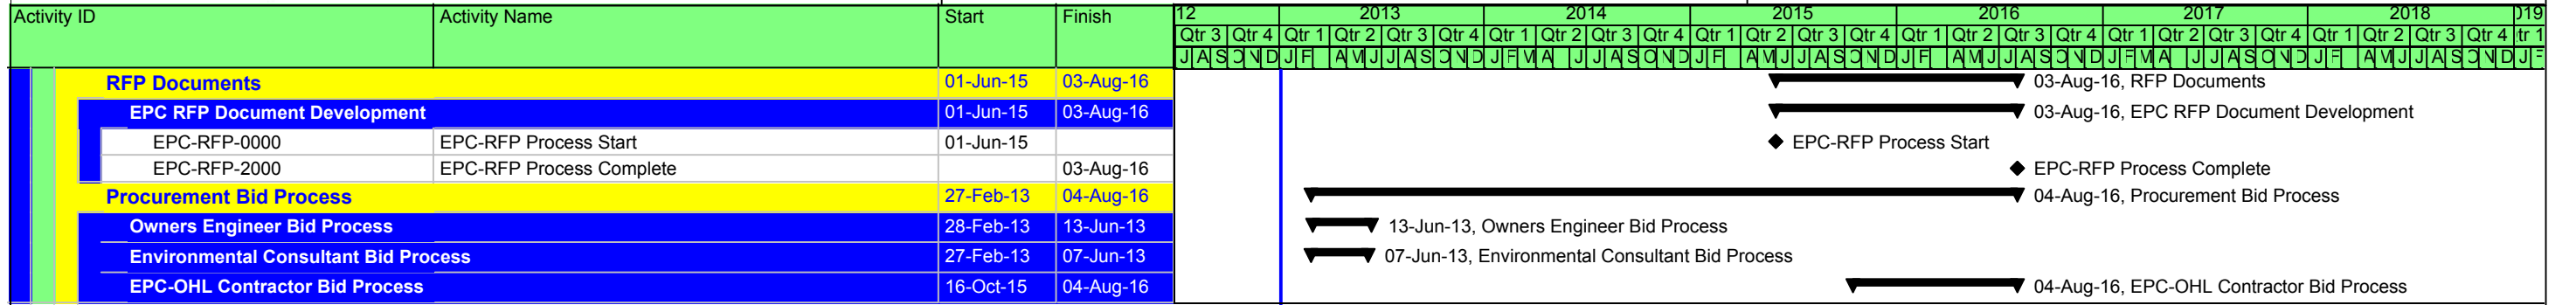 Activity ID Activity Name Start Finish 12 2013 2014 2015 2016 2017 2018 019
Qtr 3 Qtr 4 Qtr 1 Qtr 2 Qtr 3 Qtr 4 Qtr 1 Qtr 2 Qtr 3 Qtr 4 Qtr 1 Qtr 2 Qtr 3 Qtr 4 Qtr 1 Qtr 2 Qtr 3 Qtr 4 Qtr 1 Qtr 2 Qtr 3 Qtr 4 Qtr 1 Qtr 2 Qtr 3 Qtr 4 tr 1
J A S O N D J F A M J J A S O N D J F M A J J A S O N D J F A M J J A S O N D J F A M J J A S O N D J F M A J J A S O N D J F A M J J A S O N D J F
RFP Documents 01-Jun-15 03-Aug-16 03-Aug-16, RFP Documents
EPC RFP Document Development 01-Jun-15 03-Aug-16 03-Aug-16, EPC RFP Document Development
EPC-RFP-0000 EPC-RFP Process Start 01-Jun-15 EPC-RFP Process Start
EPC-RFP-2000 EPC-RFP Process Complete 03-Aug-16 EPC-RFP Process Complete
Procurement Bid Process 27-Feb-13 04-Aug-16 04-Aug-16, Procurement Bid Process
Owners Engineer Bid Process 28-Feb-13 13-Jun-13 13-Jun-13, Owners Engineer Bid Process
Environmental Consultant Bid Process 27-Feb-13 07-Jun-13 07-Jun-13, Environmental Consultant Bid Process
EPC-OHL Contractor Bid Process 16-Oct-15 04-Aug-16 04-Aug-16, EPC-OHL Contractor Bid Process